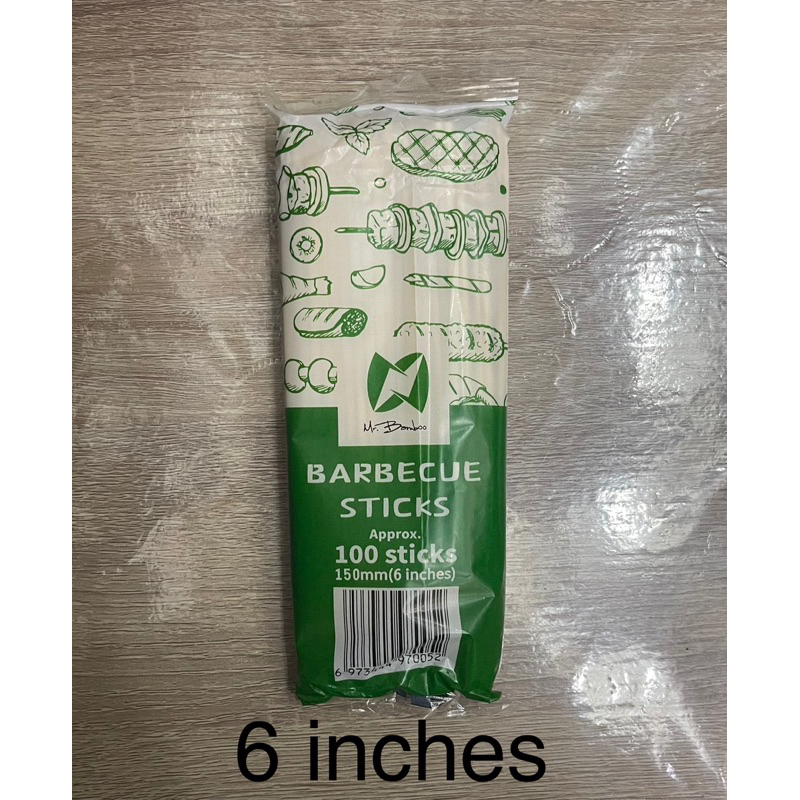 Mr. Bamboo
BARBECUE
STICKS
Approx.
100 sticks
150mm(6 inches)
6 inches